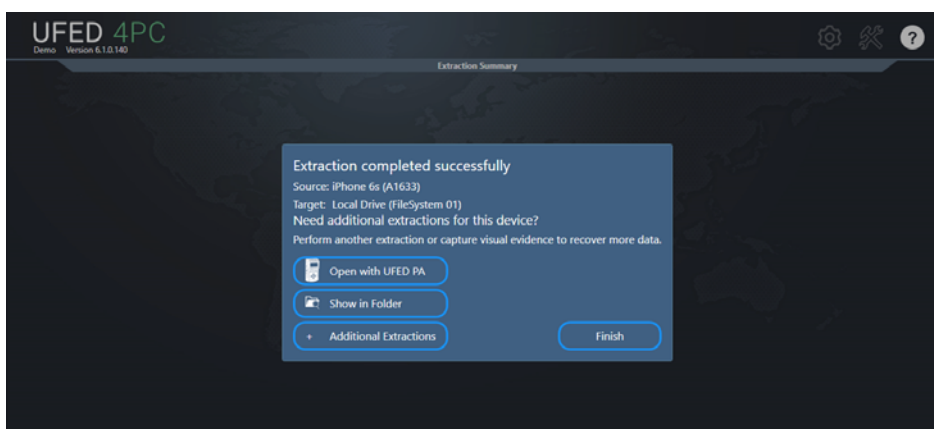 UFED 4PC
Demo Version 6.1.0.140
?
Extraction Summary
Extraction completed successfully
Source: iPhone 6s (A1633)
Target: Local Drive (FileSystem 01)
Need additional extractions for this device?
Perform another extraction or capture visual evidence to recover more data.
Open with UFED PA
Show in Folder
+ Additional Extractions
Finish